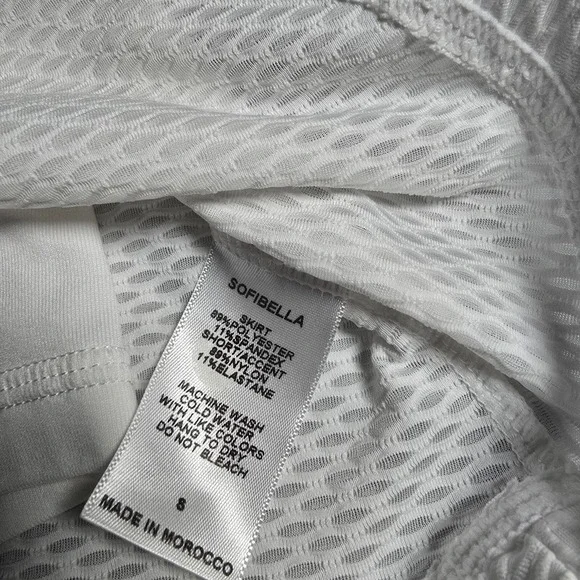 SOFIBELLA
SKIRT
89%POLYESTER
11%SPANDEX
SHORT/ACCENT
89%NYLON
11%ELASTANE
MACHINE WASH
COLD WATER
WITH LIKE COLORS
HANG TO DRY
DO NOT BLEACH
S
MADE IN MOROCCO